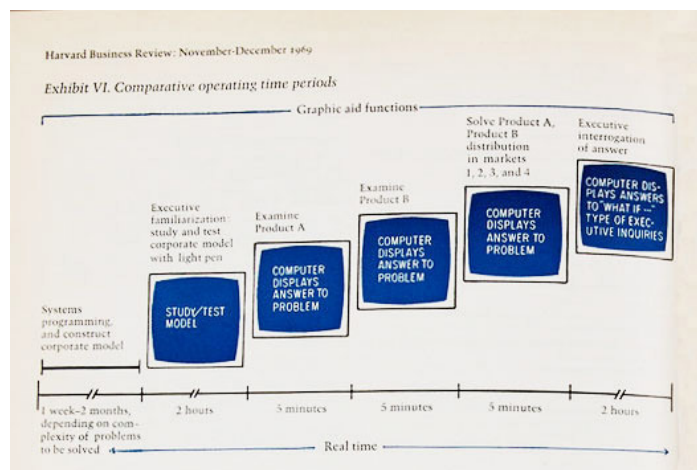 Harvard Business Review: November-December 1969
Exhibit VI. Comparative operating time periods
Graphic aid functions
Systems
programming,
and construct
corporate model
Executive
familiarization:
study and test
corporate model
with light pen
STUDY/TEST
MODEL
Examine
Product A
COMPUTER
DISPLAYS
ANSWER TO
PROBLEM
Examine
Product B
COMPUTER
DISPLAYS
ANSWER TO
PROBLEM
Solve Product A,
Product B
distribution
in markets
1, 2, 3, and 4
COMPUTER
DISPLAYS
ANSWER TO
PROBLEM
Executive
interrogation
of answer
COMPUTER DIS-
PLAYS ANSWERS
TO "WHAT IF—"
TYPE OF EXEC-
UTIVE INQUIRIES
1 week–2 months,
depending on com-
plexity of problems
to be solved
2 hours
5 minutes
5 minutes
5 minutes
2 hours
Real time